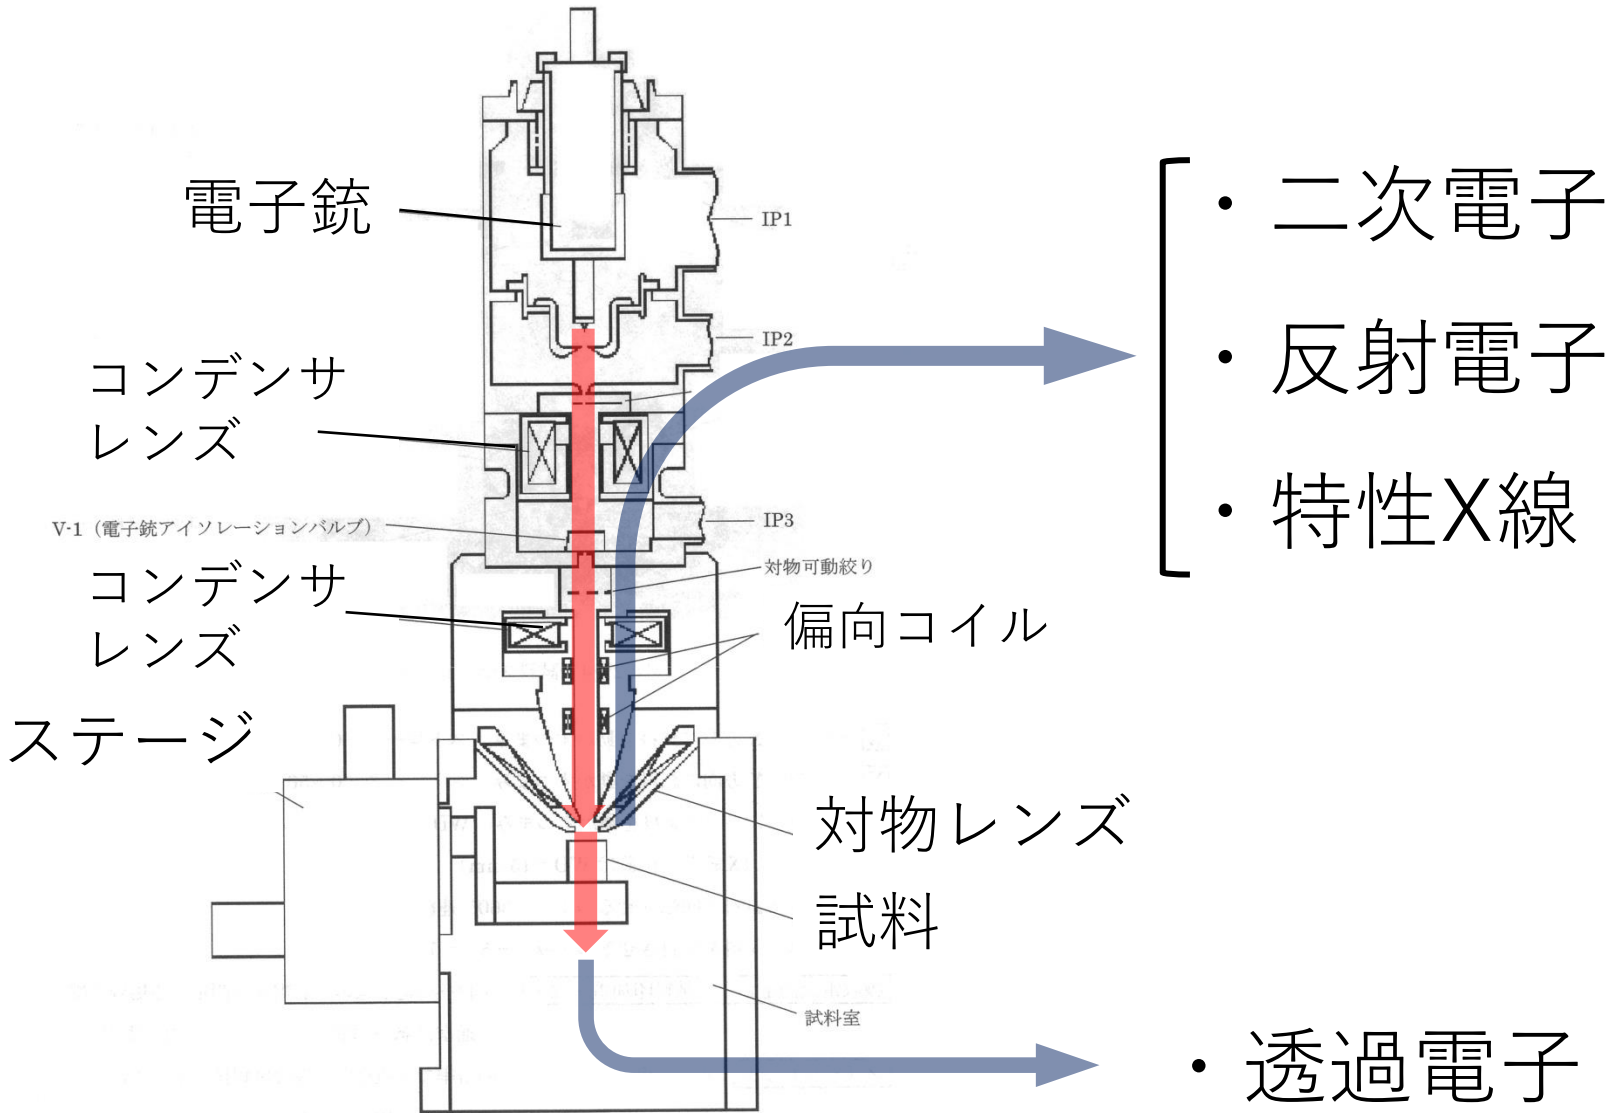 電子銃
IP1
IP2
コンデンサ
レンズ
V-1（電子銃アイソレーションバルブ）
IP3
対物可動絞り
コンデンサ
レンズ
偏向コイル
ステージ
対物レンズ
試料
試料室
・二次電子
・反射電子
・特性X線
・透過電子